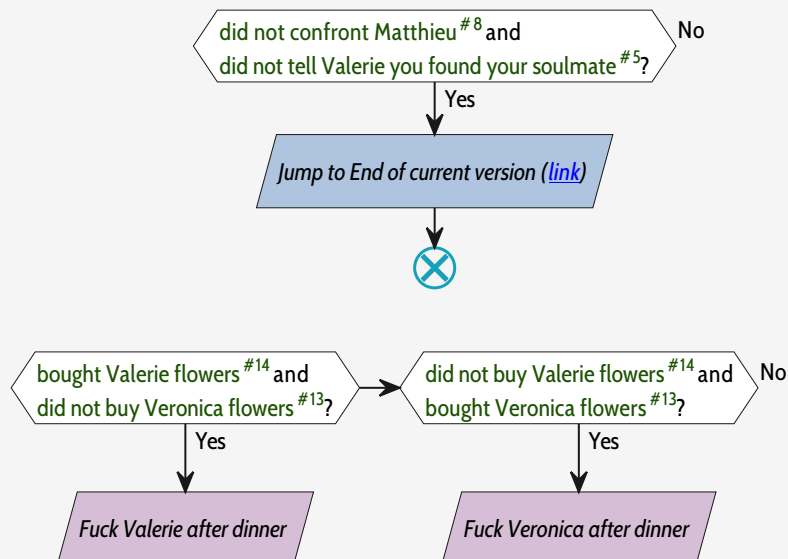 did not confront Matthieu #8 and
No
did not tell Valerie you found your soulmate #5?
Yes
Jump to End of current version (link)
bought Valerie flowers #14 and
did not buy Veronica flowers #13?
did not buy Valerie flowers #14 and
bought Veronica flowers #13?
No
Yes
Yes
Fuck Valerie after dinner
Fuck Veronica after dinner